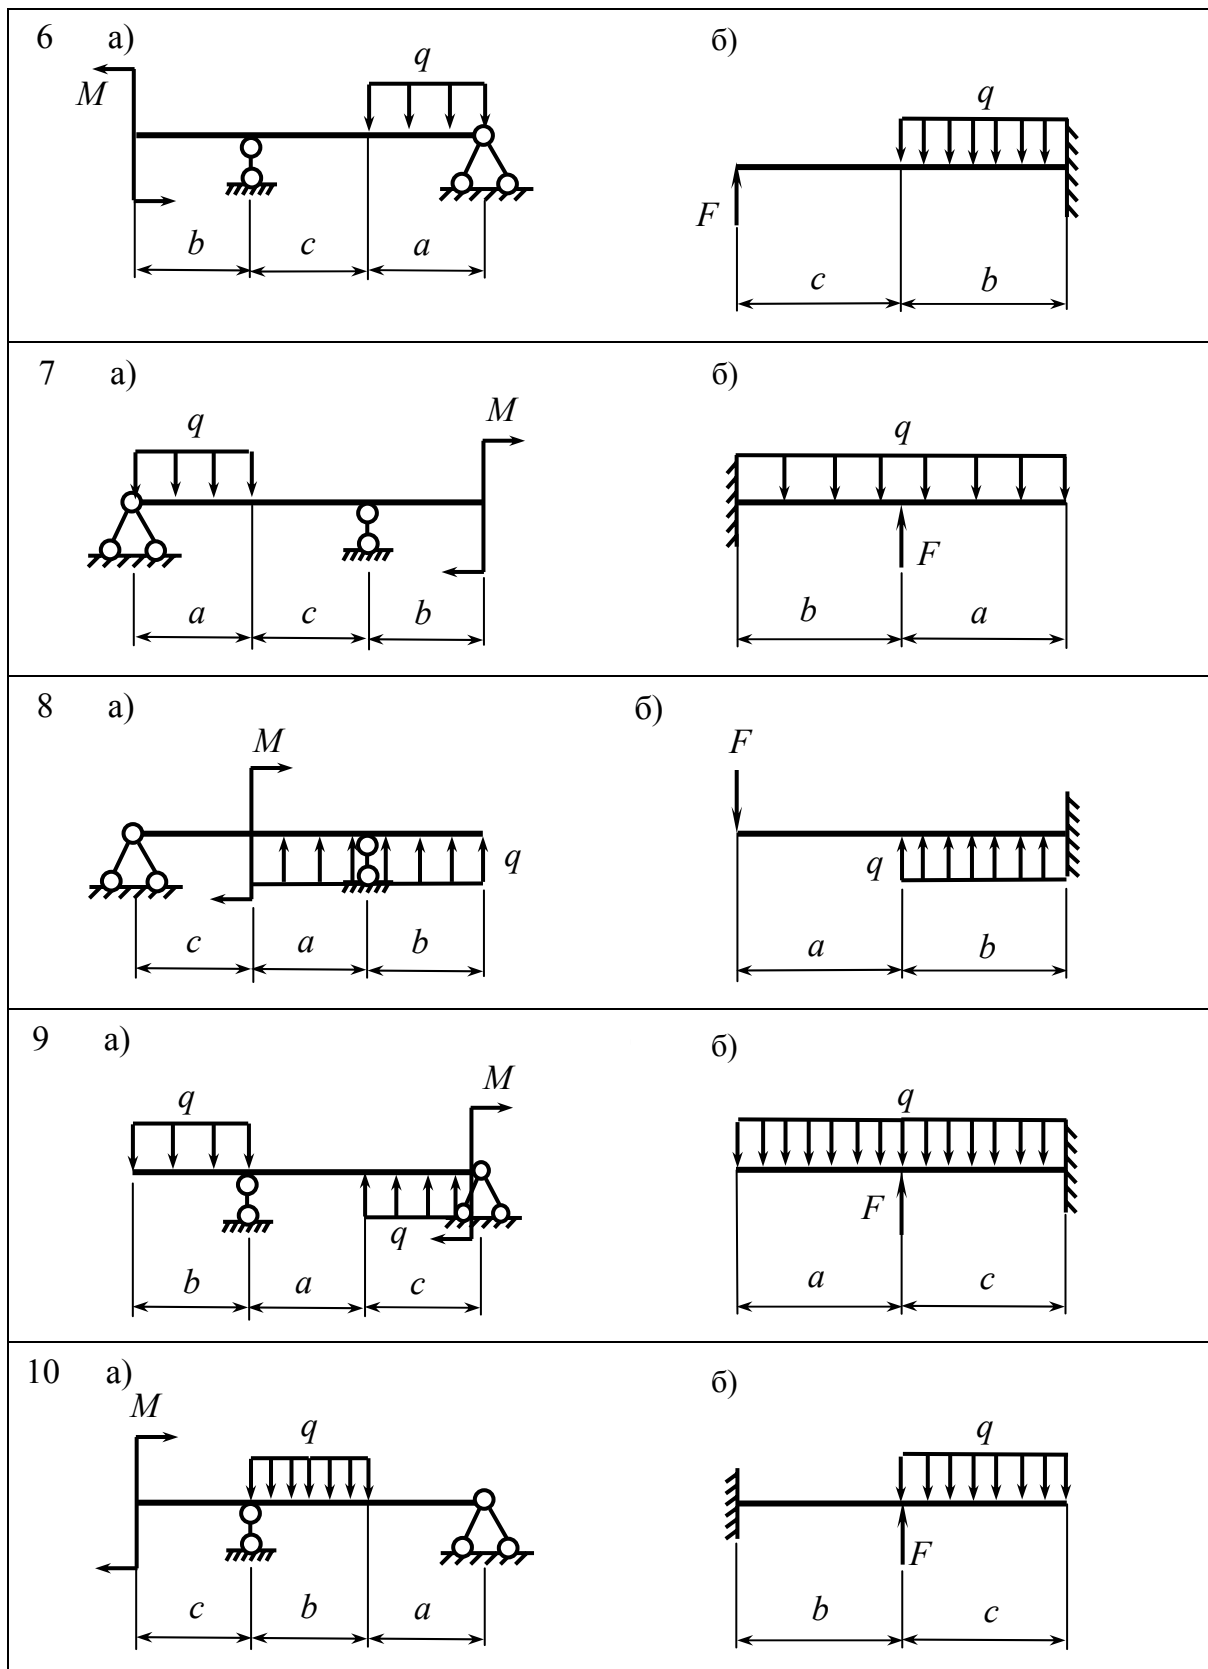 6 а) б)
q
M
q
F
b c a
c b
7 а) б)
M
q
q
F
a c b
b a
8 а) б)
M
F
q
q
c a b
a b
9 а) б)
q
M
q
q
F
b a c
a c
10 а) б)
M
q
q
F
c b a
b c